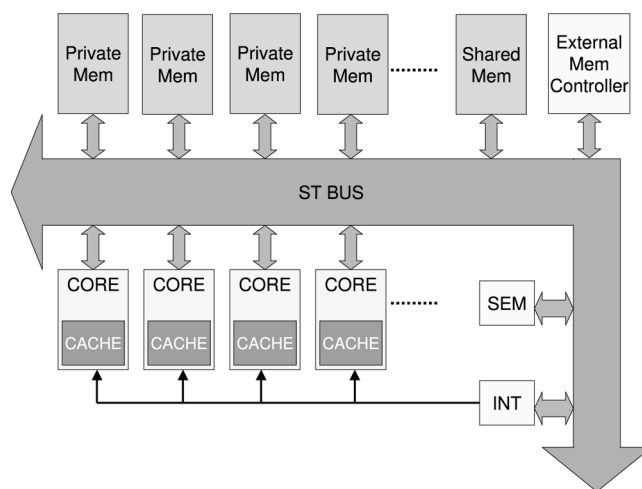 Private
Mem
Private
Mem
Private
Mem
Private
Mem
Shared
Mem
External
Mem
Controller
ST BUS
CORE
CACHE
CORE
CACHE
CORE
CACHE
CORE
CACHE
SEM
INT